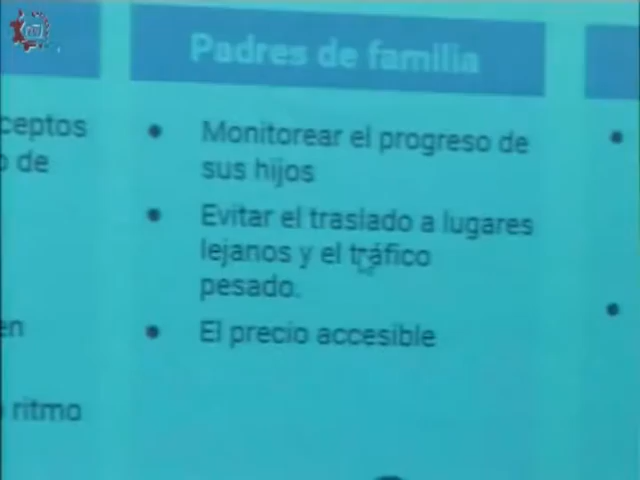 Padres de familia
ceptos
de
en
ritmo
Monitorear el progreso de
sus hijos
Evitar el traslado a lugares
lejanos y el tráfico
pesado.
El precio accesible